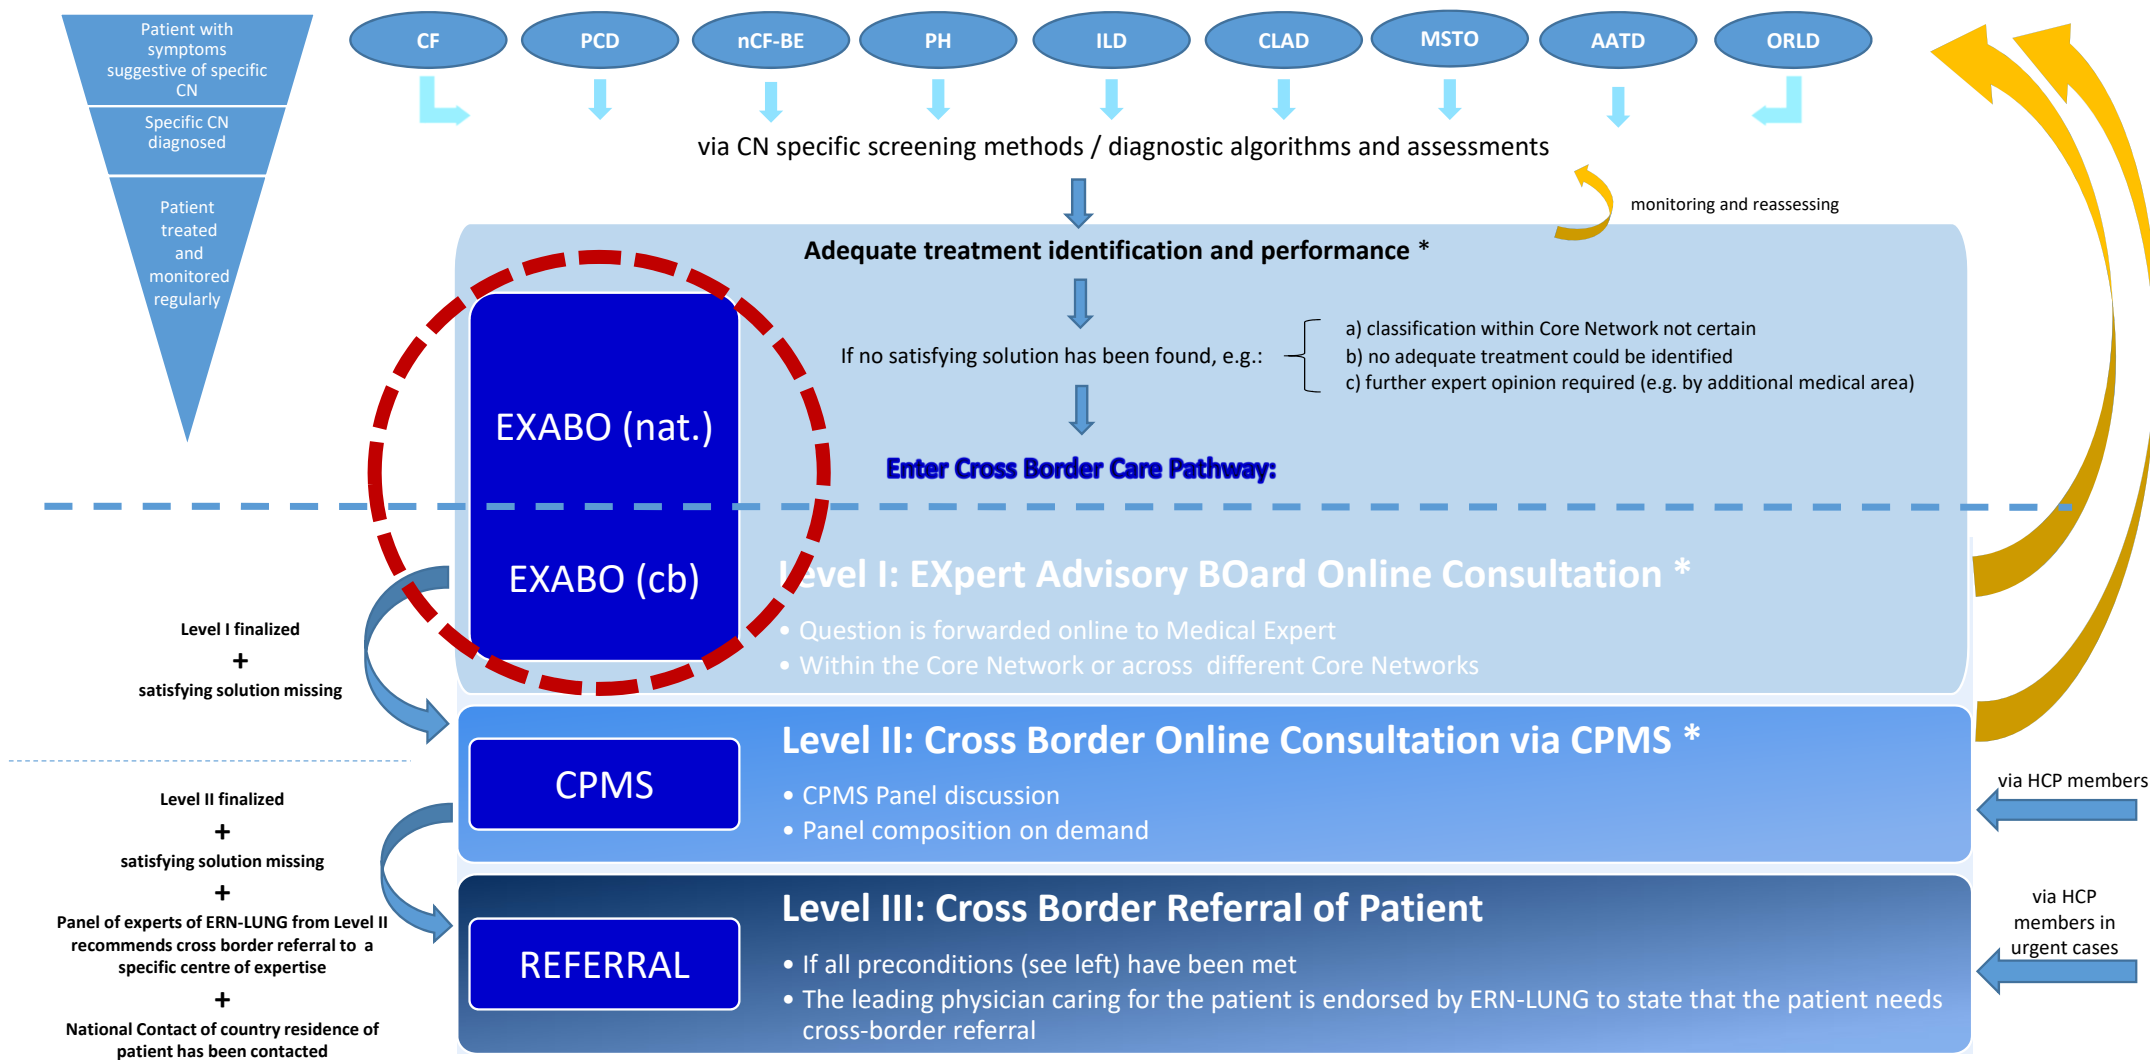 Patient with
symptoms
suggestive of specific
CN
Specific CN
diagnosed
Patient
treated
and
monitored
regularly
CF
PCD
nCF-BE
PH
ILD
CLAD
MSTO
AATD
ORLD
via CN specific screening methods / diagnostic algorithms and assessments
monitoring and reassessing
Adequate treatment identification and performance *
If no satisfying solution has been found, e.g.:
a) classification within Core Network not certain
b) no adequate treatment could be identified
c) further expert opinion required (e.g. by additional medical area)
Enter Cross Border Care Pathway:
EXABO (nat.)
EXABO (cb)
Level I: EXpert Advisory BOard Online Consultation *
• Question is forwarded online to Medical Expert
• Within the Core Network or across different Core Networks
Level I finalized
+
satisfying solution missing
CPMS
Level II: Cross Border Online Consultation via CPMS *
• CPMS Panel discussion
• Panel composition on demand
via HCP members
Level II finalized
+
satisfying solution missing
+
Panel of experts of ERN-LUNG from Level II
recommends cross border referral to a
specific centre of expertise
+
National Contact of country residence of
patient has been contacted
REFERRAL
Level III: Cross Border Referral of Patient
• If all preconditions (see left) have been met
• The leading physician caring for the patient is endorsed by ERN-LUNG to state that the patient needs
cross-border referral
via HCP
members in
urgent cases